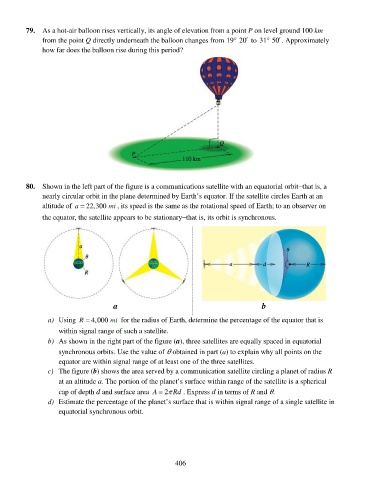 79. As a hot-air balloon rises vertically, its angle of elevation from a point P on level ground 100 km
from the point Q directly underneath the balloon changes from 19° 20′ to 31° 50′. Approximately
how far does the balloon rise during this period?
Q
P
110 km
80. Shown in the left part of the figure is a communications satellite with an equatorial orbit−that is, a
nearly circular orbit in the plane determined by Earth's equator. If the satellite circles Earth at an
altitude of a = 22,300 mi, its speed is the same as the rotational speed of Earth; to an observer on
the equator, the satellite appears to be stationary−that is, its orbit is synchronous.
a
θ
R
θ
a
d
R
a
b
a) Using R = 4,000 mi for the radius of Earth, determine the percentage of the equator that is
within signal range of such a satellite.
b) As shown in the right part of the figure (a), three satellites are equally spaced in equatorial
synchronous orbits. Use the value of θ obtained in part (a) to explain why all points on the
equator are within signal range of at least one of the three satellites.
c) The figure (b) shows the area served by a communication satellite circling a planet of radius R
at an altitude a. The portion of the planet's surface within range of the satellite is a spherical
cap of depth d and surface area A = 2πRd. Express d in terms of R and θ.
d) Estimate the percentage of the planet's surface that is within signal range of a single satellite in
equatorial synchronous orbit.
406